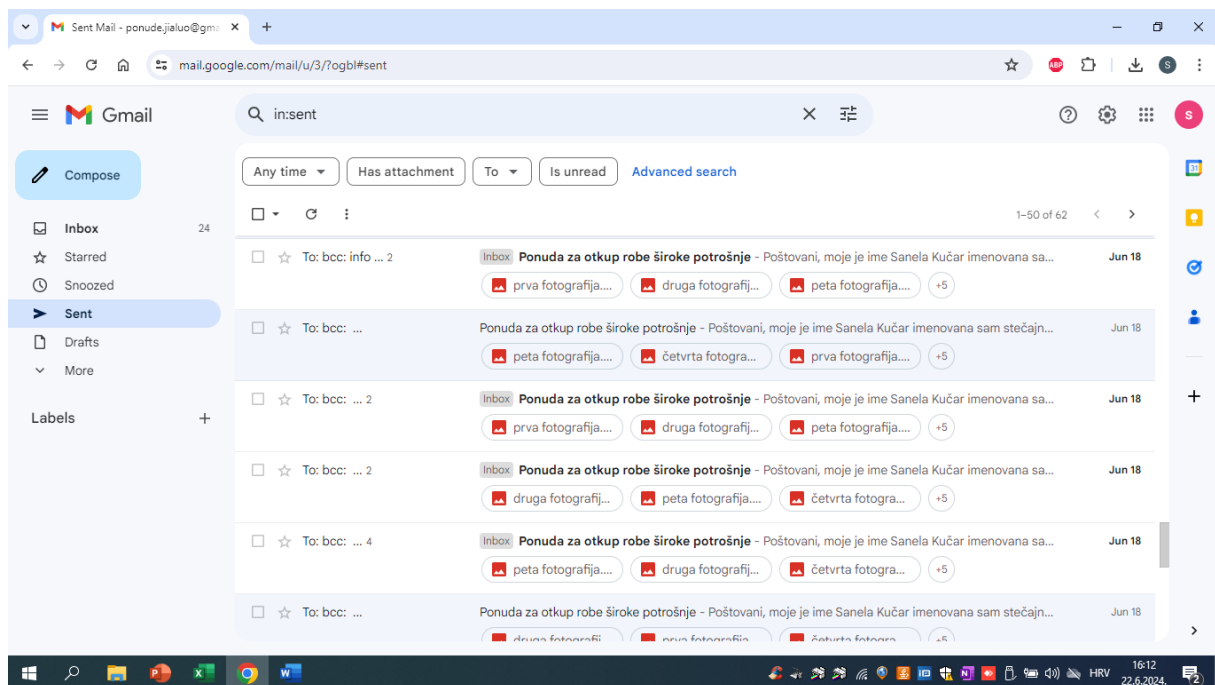 Sent Mail - ponude.jialuo@gma
mail.google.com/mail/u/3/?ogbl#sent
ABP
S
Gmail
in:sent
S
Compose
Any time
Has attachment
To
Is unread
Advanced search
31
1–50 of 62
Inbox 24
Starred
Snoozed
Sent
Drafts
More
Labels
To: bcc: info ... 2 Inbox Ponuda za otkup robe široke potrošnje - Poštovani, moje je ime Sanela Kučar imenovana sa... Jun 18
prva fotografija.... druga fotografij... peta fotografija.... +5
To: bcc: ... Ponuda za otkup robe široke potrošnje - Poštovani, moje je ime Sanela Kučar imenovana sam stečajn... Jun 18
peta fotografija.... četvrta fotogra... prva fotografija.... +5
To: bcc: ... 2 Inbox Ponuda za otkup robe široke potrošnje - Poštovani, moje je ime Sanela Kučar imenovana sa... Jun 18
prva fotografija.... druga fotografij... peta fotografija.... +5
To: bcc: ... 2 Inbox Ponuda za otkup robe široke potrošnje - Poštovani, moje je ime Sanela Kučar imenovana sa... Jun 18
druga fotografij... peta fotografija.... četvrta fotogra... +5
To: bcc: ... 4 Inbox Ponuda za otkup robe široke potrošnje - Poštovani, moje je ime Sanela Kučar imenovana sa... Jun 18
peta fotografija.... druga fotografij... četvrta fotogra... +5
To: bcc: ... Ponuda za otkup robe široke potrošnje - Poštovani, moje je ime Sanela Kučar imenovana sam stečajn... Jun 18
druga fotografij... prva fotografija.... četvrta fotogra... +5
HRV
16:12
22.6.2024.
2